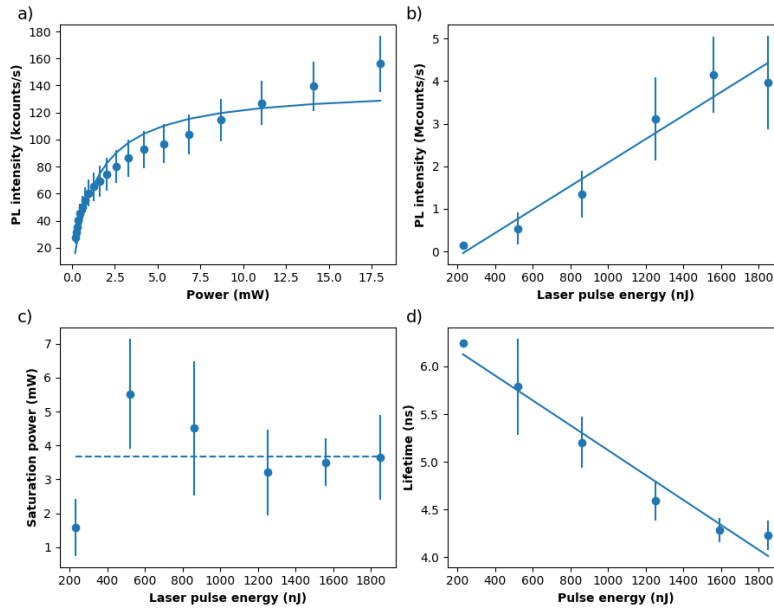 a)
PL intensity (kcounts/s)
180
160
140
120
100
80
60
40
20
0.0 2.5 5.0 7.5 10.0 12.5 15.0 17.5
Power (mW)
b)
PL intensity (Mcounts/s)
5
4
3
2
1
0
200 400 600 800 1000 1200 1400 1600 1800
Laser pulse energy (nJ)
c)
Saturation power (mW)
7
6
5
4
3
2
1
200 400 600 800 1000 1200 1400 1600 1800
Laser pulse energy (nJ)
d)
Lifetime (ns)
6.0
5.5
5.0
4.5
4.0
200 400 600 800 1000 1200 1400 1600 1800
Pulse energy (nJ)